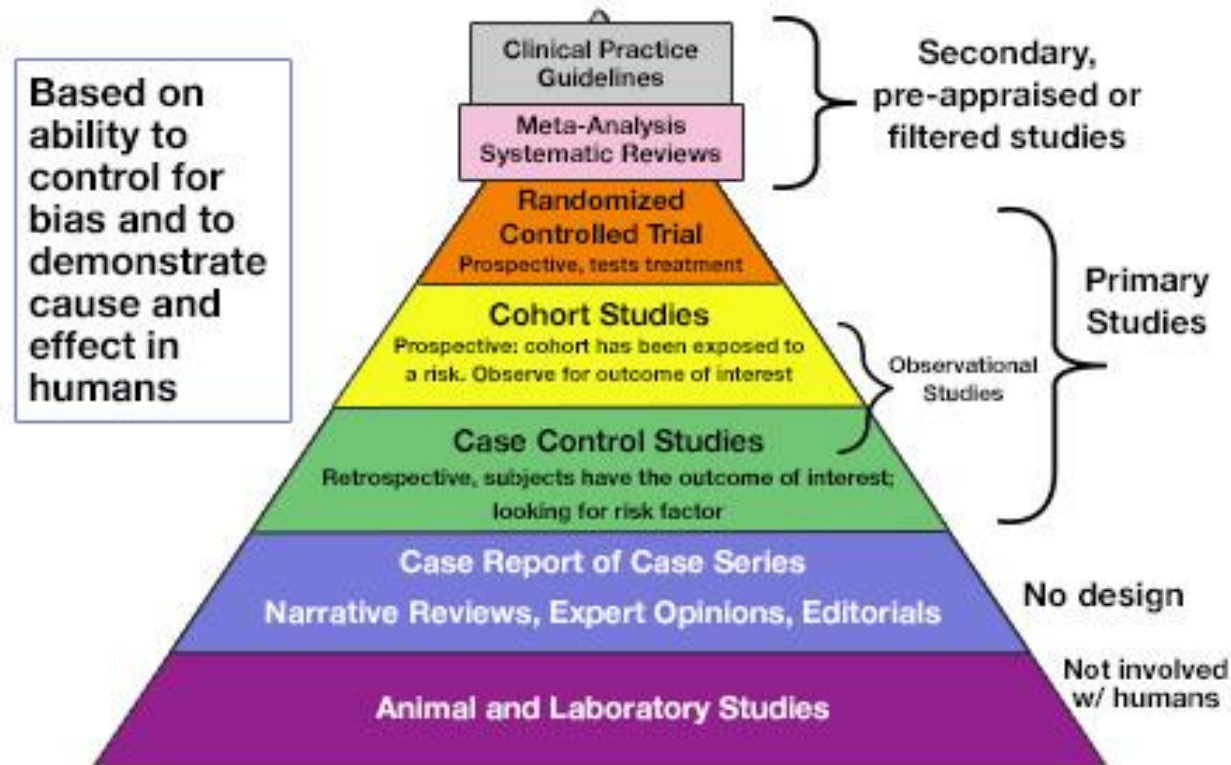 Based on
ability to
control for
bias and to
demonstrate
cause and
effect in
humans
Clinical Practice
Guidelines
Meta-Analysis
Systematic Reviews
Secondary,
pre-appraised or
filtered studies
Randomized
Controlled Trial
Prospective, tests treatment
Cohort Studies
Prospective: cohort has been exposed to
a risk. Observe for outcome of interest
Case Control Studies
Retrospective, subjects have the outcome of interest;
looking for risk factor
Observational
Studies
Primary
Studies
Case Report of Case Series
Narrative Reviews, Expert Opinions, Editorials
No design
Animal and Laboratory Studies
Not involved
w/ humans